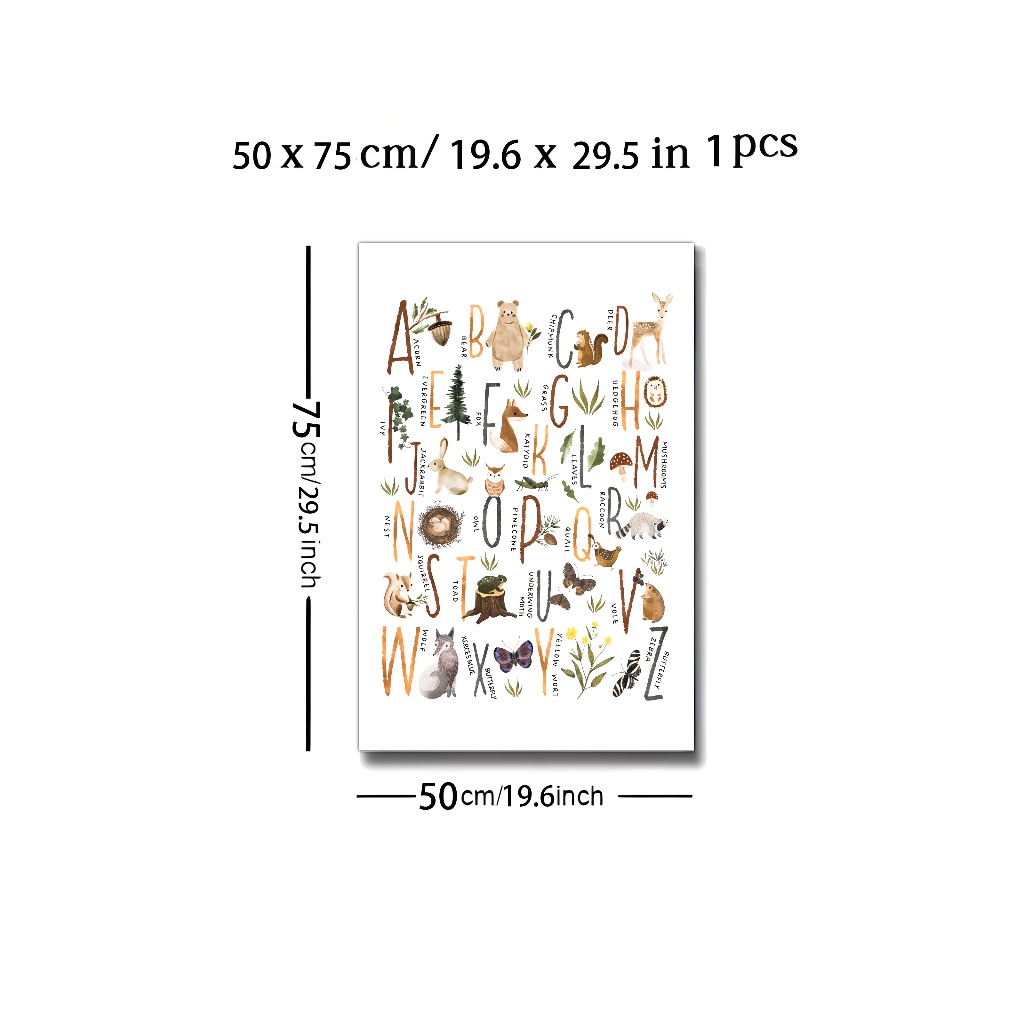 50 x 75 cm/ 19.6 x 29.5 in 1 pcs
75cm/29.5 inch
A ACORN
B BEAR
C CHIPMUNK
D DEER
E EVERGREEN
F FOX
G GRASS
H HEDGEHOG
I IVY
J JACKRABBIT
K KATYDID
L LEAVES
M MUSHROOMS
N NEST
O OWL
P PINECONE
Q QUAIL
R RACCOON
S SQUIRREL
T TOAD
U UNDERWING MOTH
V VOLE
W WOLF
X XERCES BLUE BUTTERFLY
Y YELLOW WORT
Z ZEBRA BUTTERFLY
50cm/19.6inch